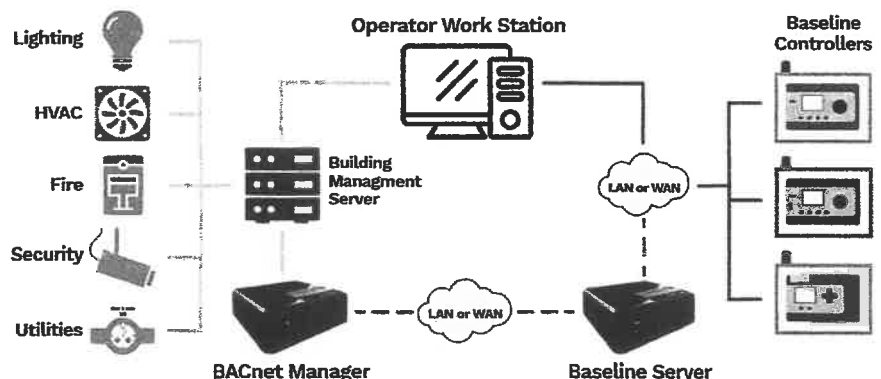 Operator Work Station
Baseline
Controllers
Lighting
HVAC
Fire
Security
Utilities
Building
Managment
Server
LAN or WAN
LAN or WAN
BACnet Manager
Baseline Server